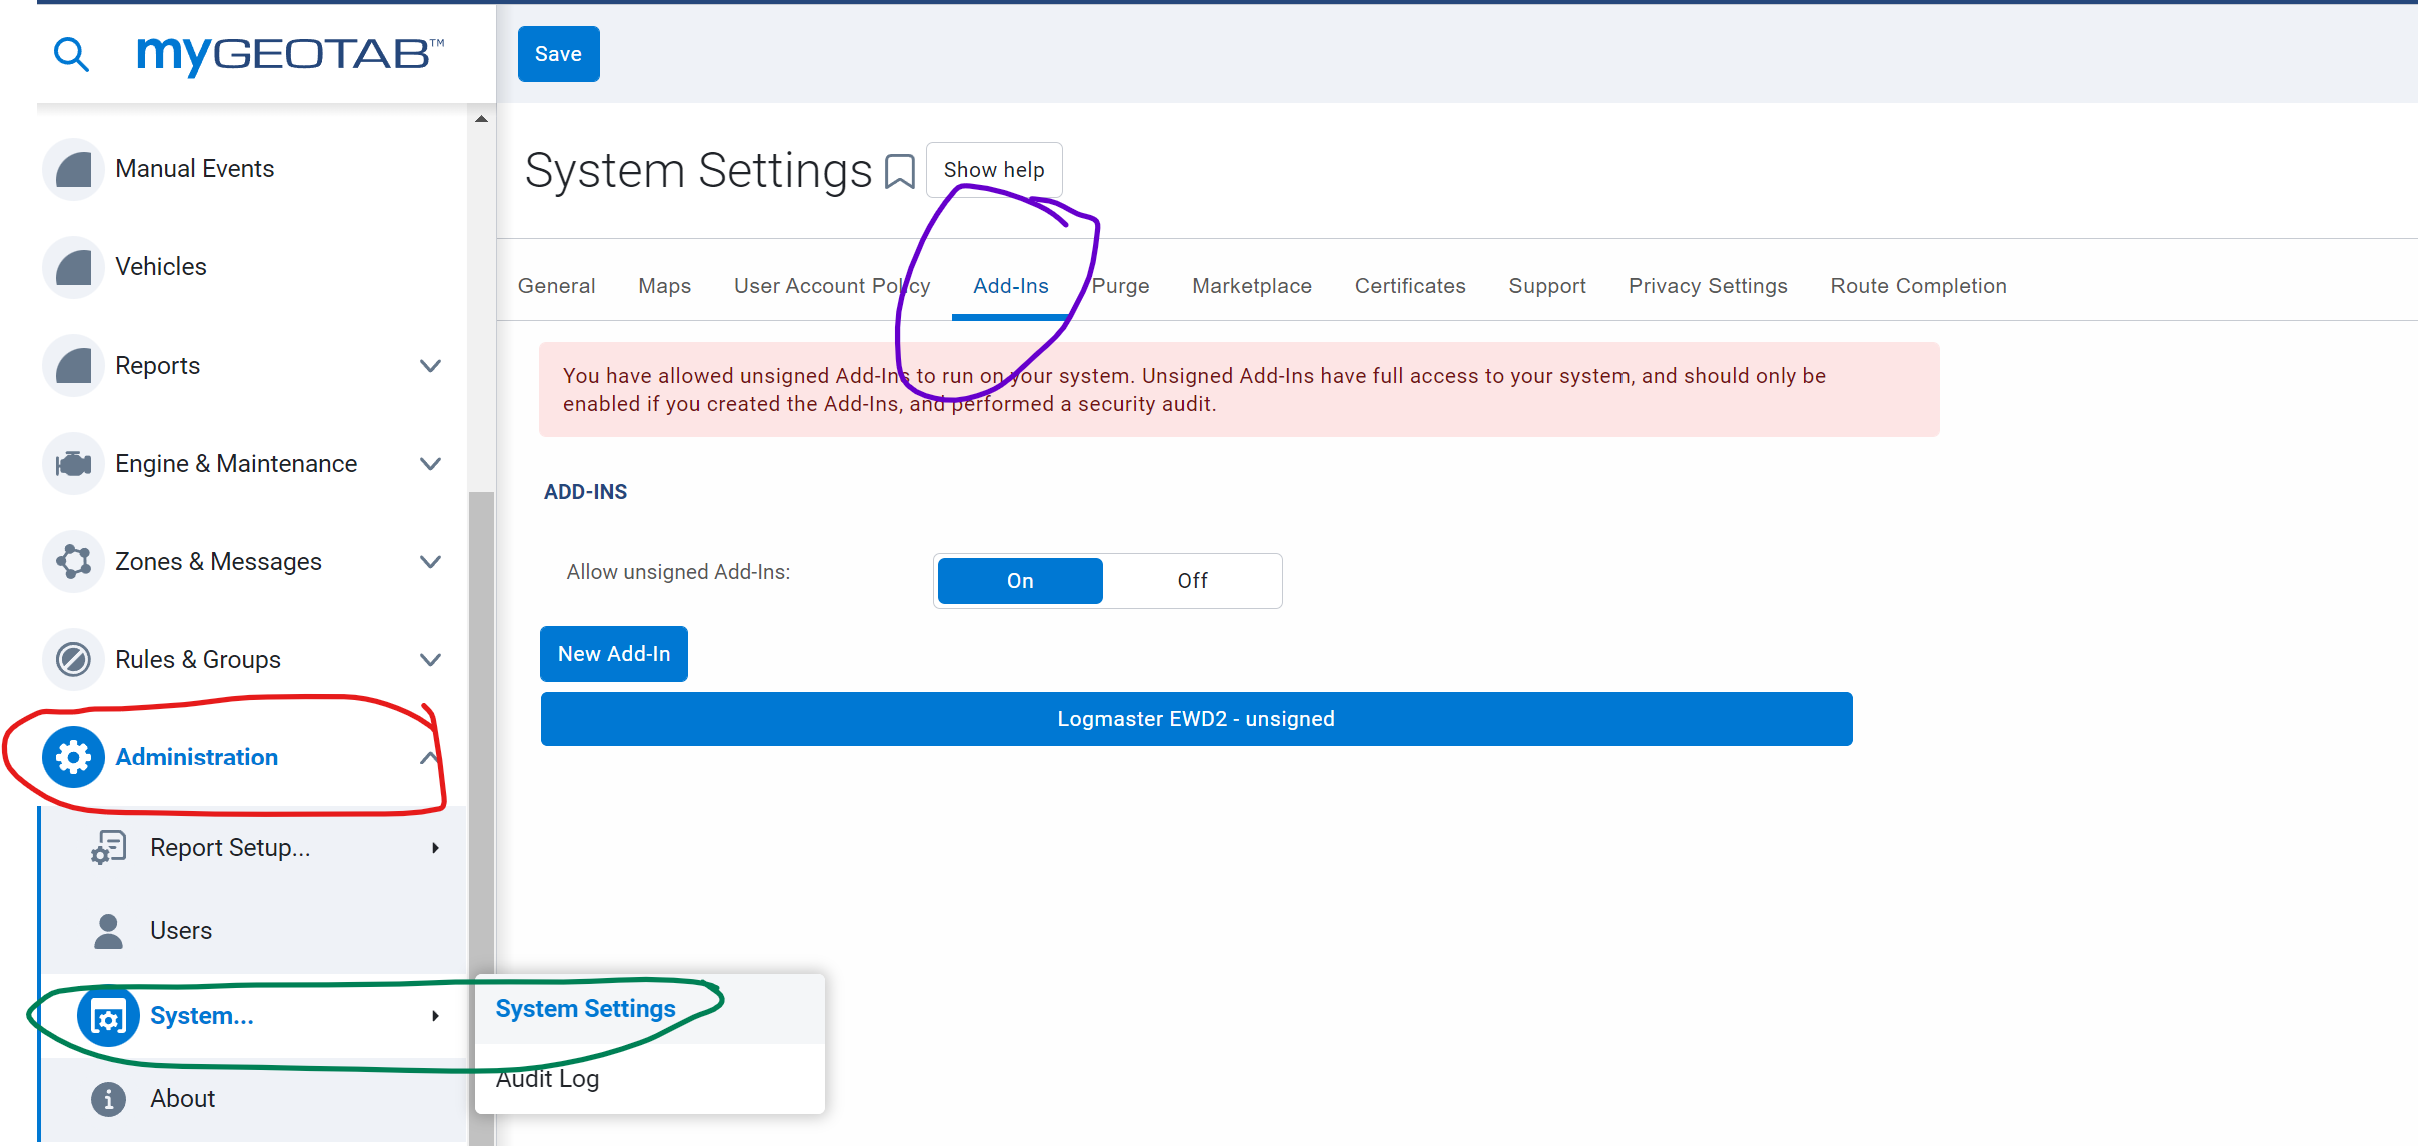 myGEOTAB™
Save
Manual Events
Vehicles
Reports
Engine & Maintenance
Zones & Messages
Rules & Groups
Administration
Report Setup...
Users
System...
About
System Settings
Audit Log
System Settings
Show help
General Maps User Account Policy Add-Ins Purge Marketplace Certificates Support Privacy Settings Route Completion
You have allowed unsigned Add-Ins to run on your system. Unsigned Add-Ins have full access to your system, and should only be
enabled if you created the Add-Ins, and performed a security audit.
ADD-INS
Allow unsigned Add-Ins: On Off
New Add-In
Logmaster EWD2 - unsigned